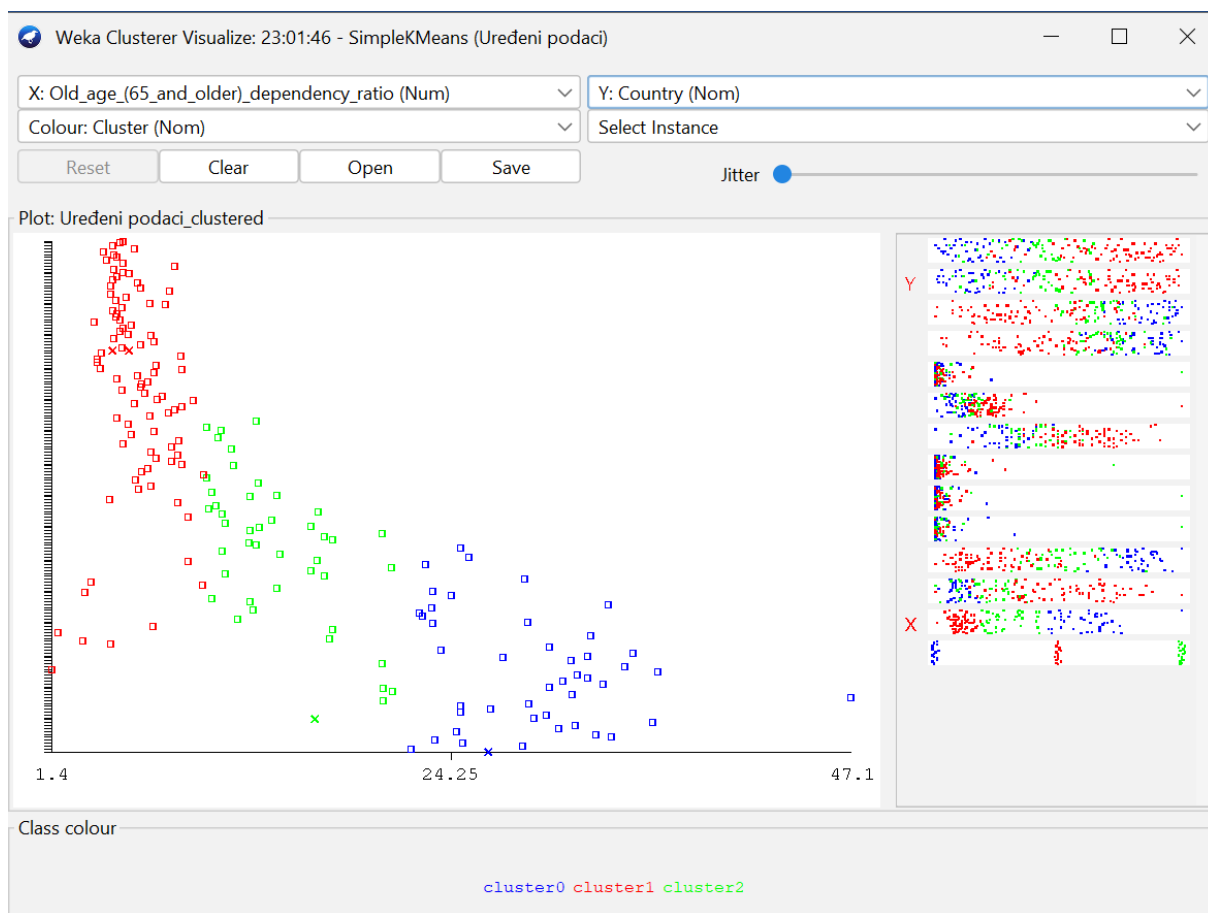 Weka Clusterer Visualize: 23:01:46 - SimpleKMeans (Uređeni podaci)
X: Old_age_(65_and_older)_dependency_ratio (Num) Y: Country (Nom)
Colour: Cluster (Nom) Select Instance
Reset Clear Open Save Jitter
Plot: Uređeni podaci_clustered
Y
X
1.4 24.25 47.1
Class colour
cluster0 cluster1 cluster2